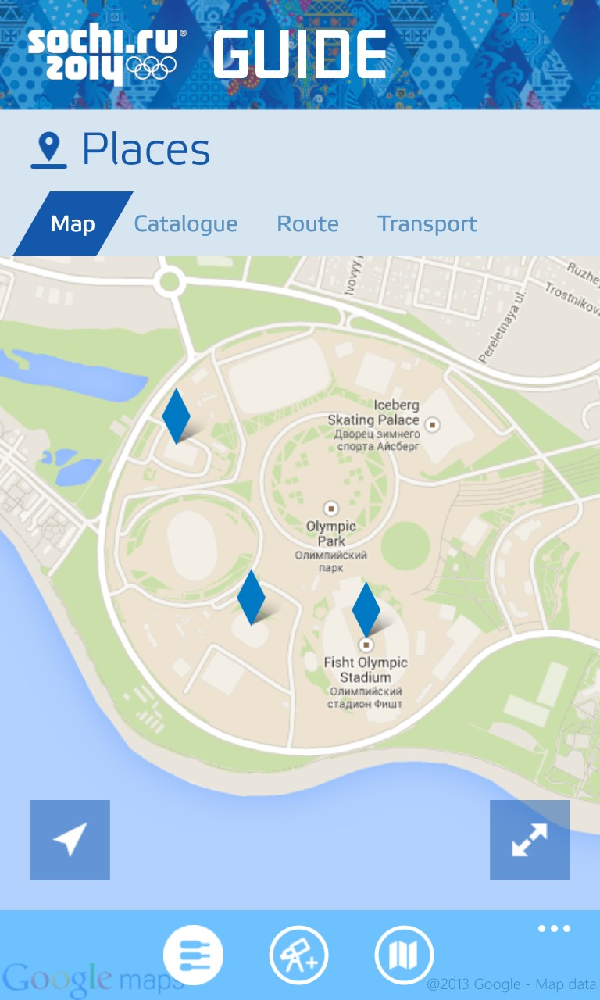 sochi.ru®
2014
GUIDE
Places
Map
Catalogue
Route
Transport
Ivovyy
Ruzhey
Trostnikova
Pereletnaya ul.
Iceberg
Skating Palace
Дворец зимнего
спорта Айсберг
Olympic
Park
Олимпийский
парк
Fisht Olympic
Stadium
Олимпийский
стадион Фишт
Google maps
@2013 Google - Map data